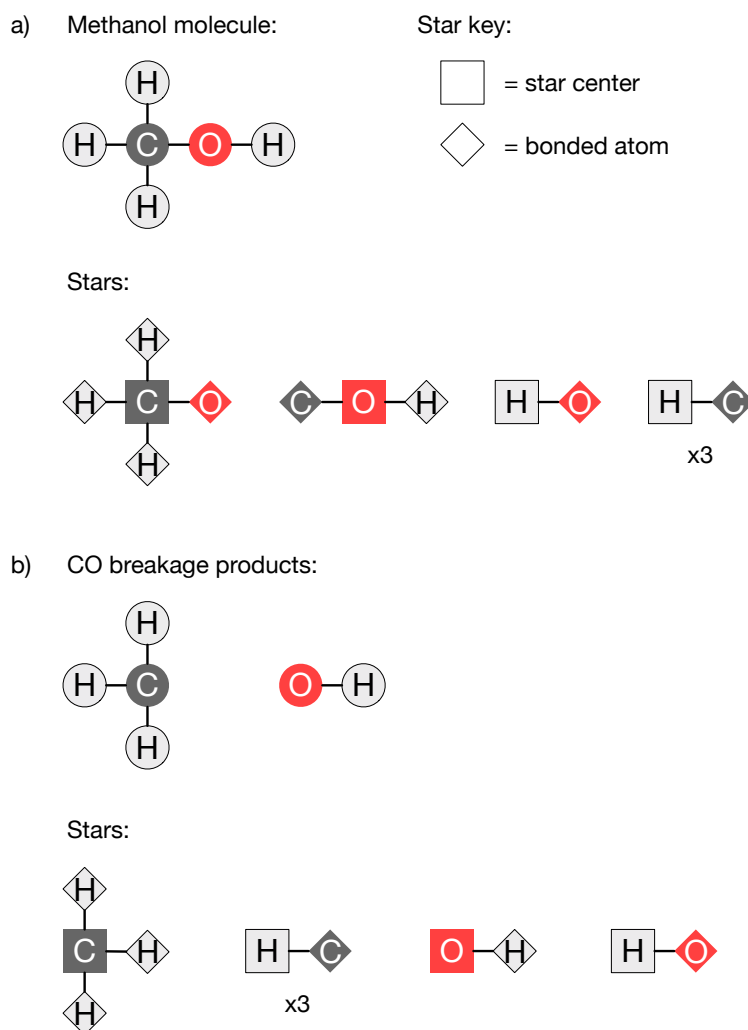 a) Methanol molecule: Star key:
H
= star center
H C O H
= bonded atom
H
Stars:
H
H C O C O H H O H C
H
x3
b) CO breakage products:
H
H C O H
H
Stars:
H
C H H C O H H O
x3
H